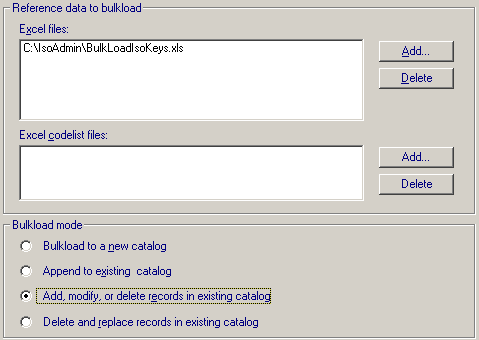 Reference data to bulkload
Excel files:
C:\IsoAdmin\BulkLoadIsoKeys.xls
Add...
Delete
Excel codelist files:
Add...
Delete
Bulkload mode
Bulkload to a new catalog
Append to existing  catalog
Add, modify, or delete records in existing catalog
Delete and replace records in existing catalog